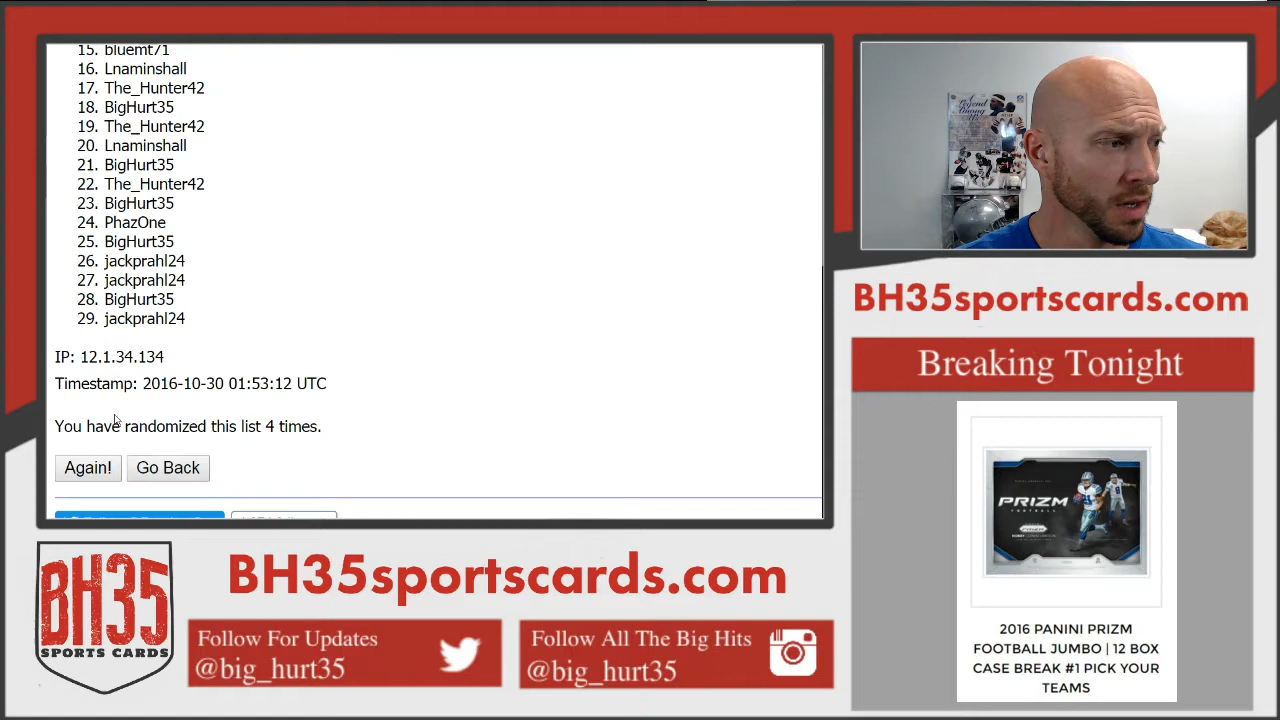 15. bluemt71
16. Lnaminshall
17. The_Hunter42
18. BigHurt35
19. The_Hunter42
20. Lnaminshall
21. BigHurt35
22. The_Hunter42
23. BigHurt35
24. PhazOne
25. BigHurt35
26. jackprahl24
27. jackprahl24
28. BigHurt35
29. jackprahl24
IP: 12.1.34.134
Timestamp: 2016-10-30 01:53:12 UTC
You have randomized this list 4 times.
Again! Go Back
BH35sportscards.com
Breaking Tonight
PRIZM
FOOTBALL
2016 PANINI PRIZM
FOOTBALL JUMBO | 12 BOX
CASE BREAK #1 PICK YOUR
TEAMS
BH35
SPORTS CARDS
BH35sportscards.com
Follow For Updates
@big_hurt35
Follow All The Big Hits
@big_hurt35